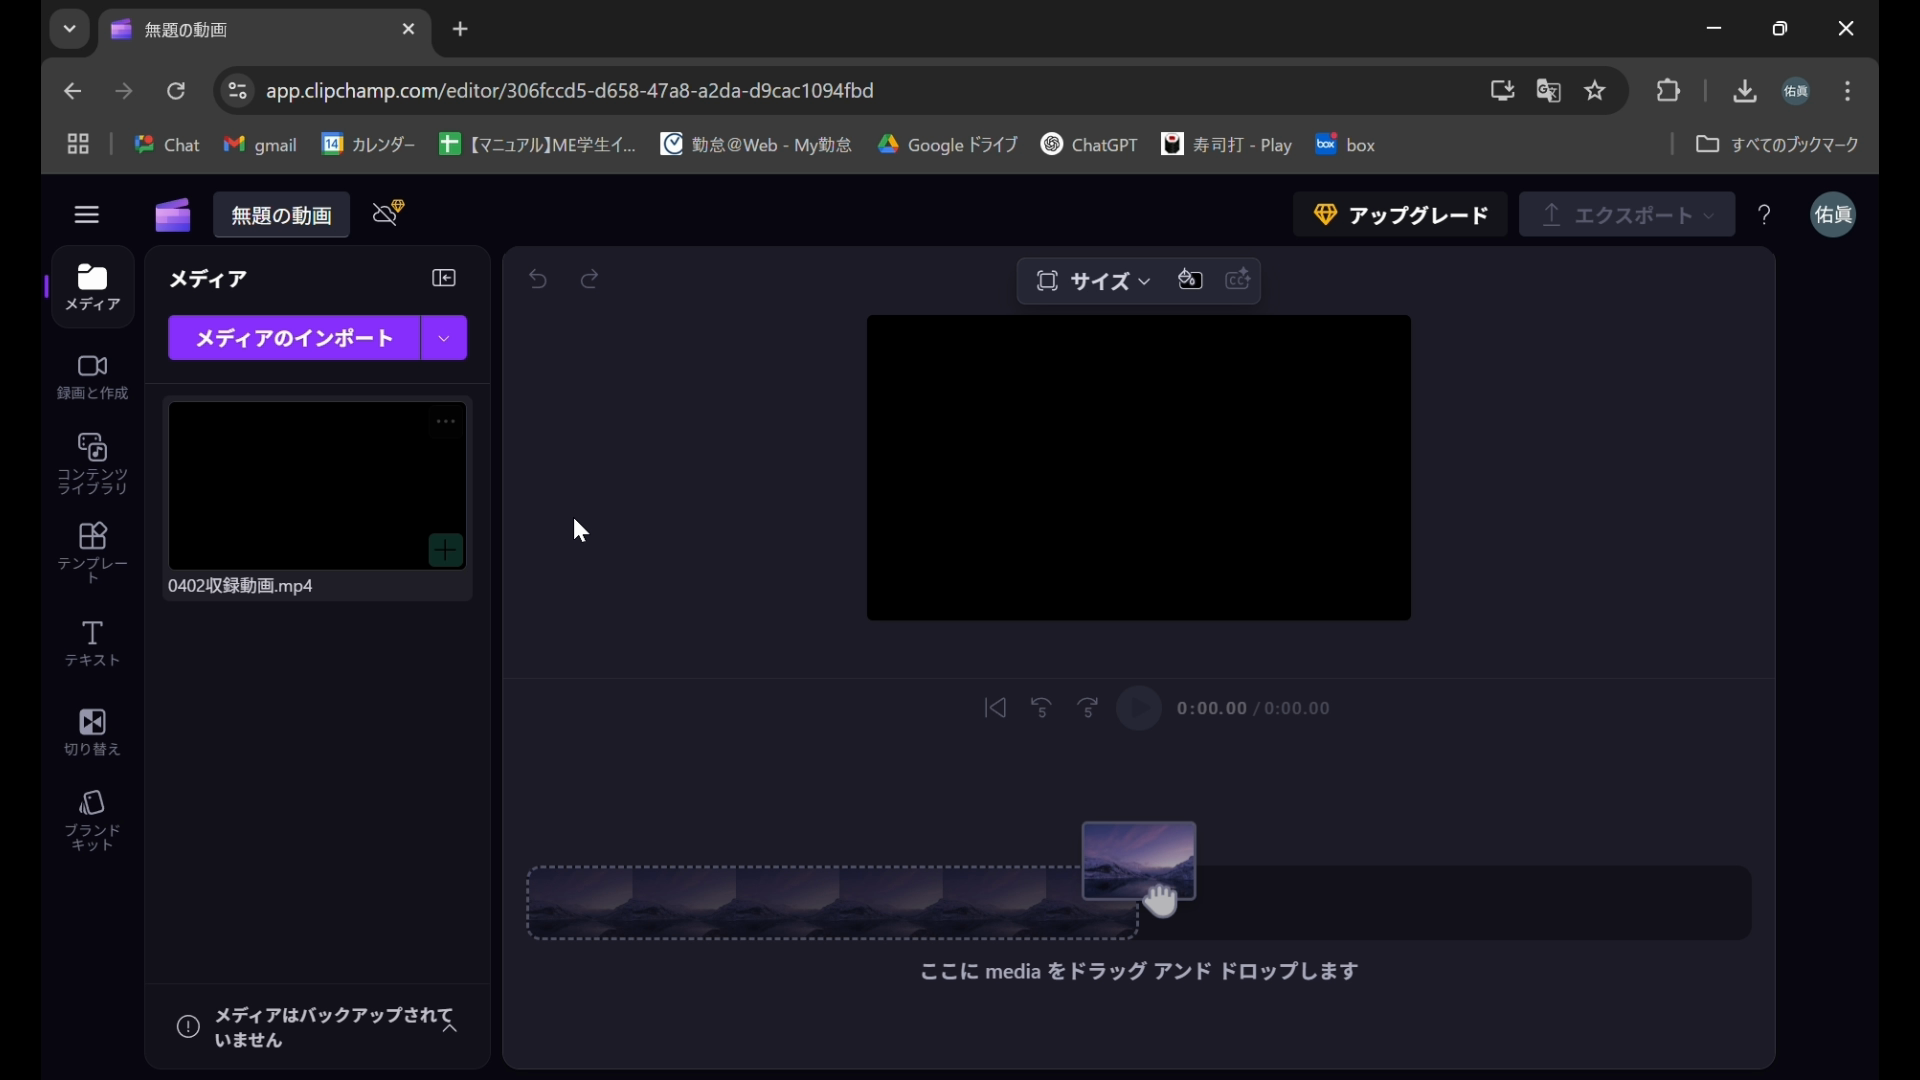 無題の動画
app.clipchamp.com/editor/306fccd5-d658-47a8-a2da-d9cac1094fbd
佑眞
Chat
gmail
14
カレンダー
【マニュアル】ME学生イ...
勤怠@Web - My勤怠
Google ドライブ
ChatGPT
寿司打 - Play
box
box
すべてのブックマーク
無題の動画
アップグレード
エクスポート
?
佑眞
メディア
録画と作成
コンテンツ
ライブラリ
テンプレー
ト
テキスト
切り替え
ブランド
キット
メディア
メディアのインポート
0402収録動画.mp4
メディアはバックアップされて
いません
サイズ
CC
5
5
0:00.00 / 0:00.00
ここに media をドラッグ アンド ドロップします